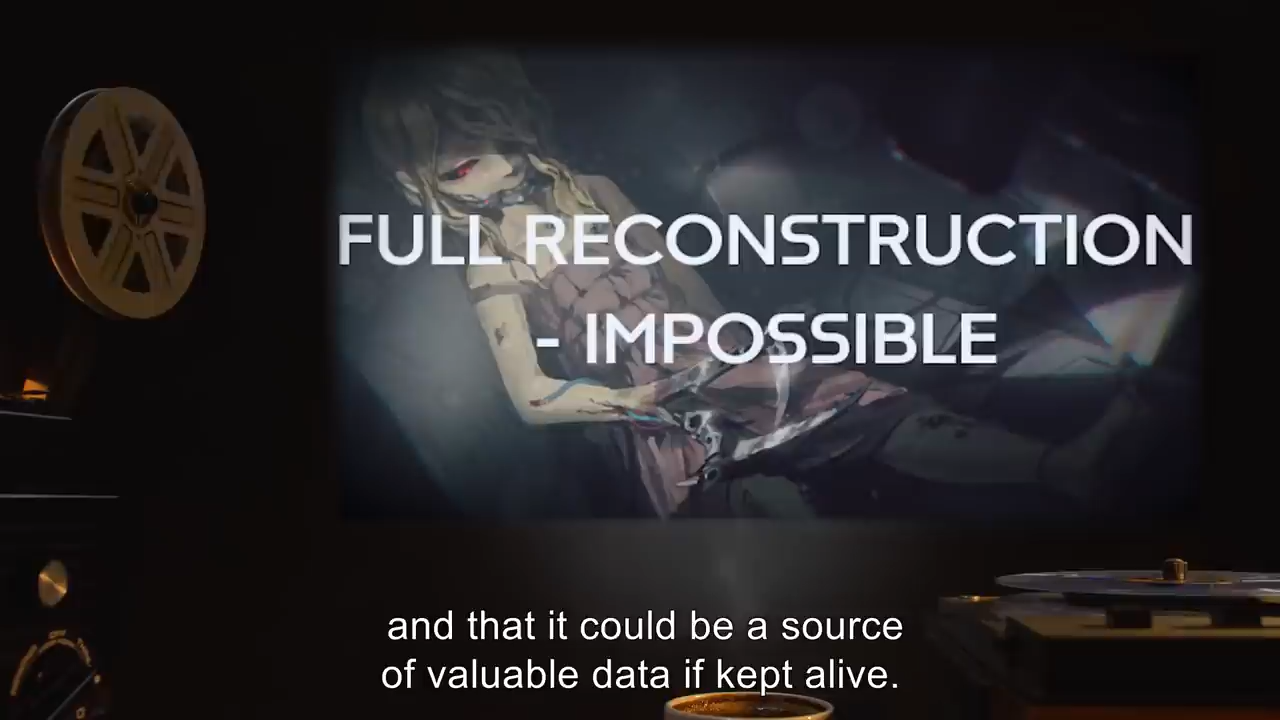 FULL RECONSTRUCTION
- IMPOSSIBLE
and that it could be a source
of valuable data if kept alive.